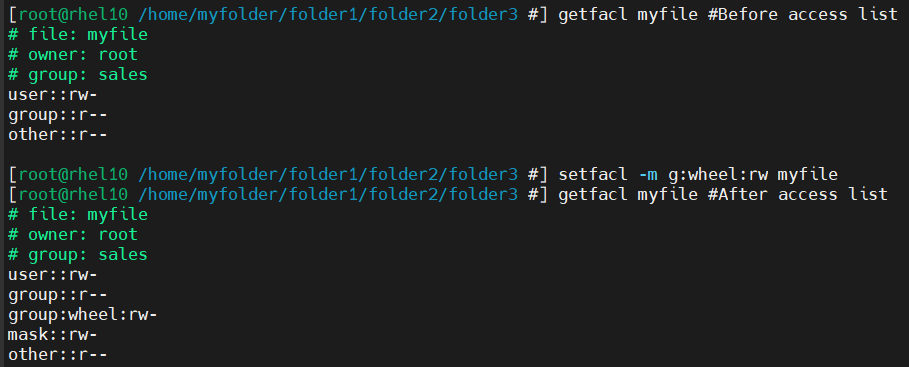 [root@rhel10 /home/myfolder/folder1/folder2/folder3 #] getfacl myfile #Before access list
# file: myfile
# owner: root
# group: sales
user::rw-
group::r--
other::r--

[root@rhel10 /home/myfolder/folder1/folder2/folder3 #] setfacl -m g:wheel:rw myfile
[root@rhel10 /home/myfolder/folder1/folder2/folder3 #] getfacl myfile #After access list
# file: myfile
# owner: root
# group: sales
user::rw-
group::r--
group:wheel:rw-
mask::rw-
other::r--